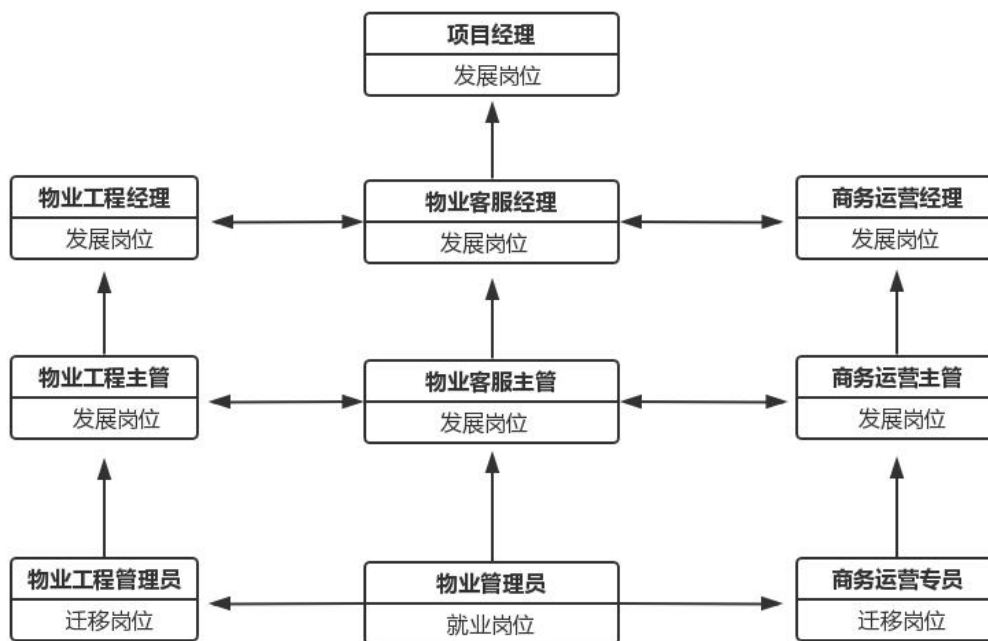 项目经理
发展岗位
物业工程经理
发展岗位
物业客服经理
发展岗位
商务运营经理
发展岗位
物业工程主管
发展岗位
物业客服主管
发展岗位
商务运营主管
发展岗位
物业工程管理员
迁移岗位
物业管理员
就业岗位
商务运营专员
迁移岗位